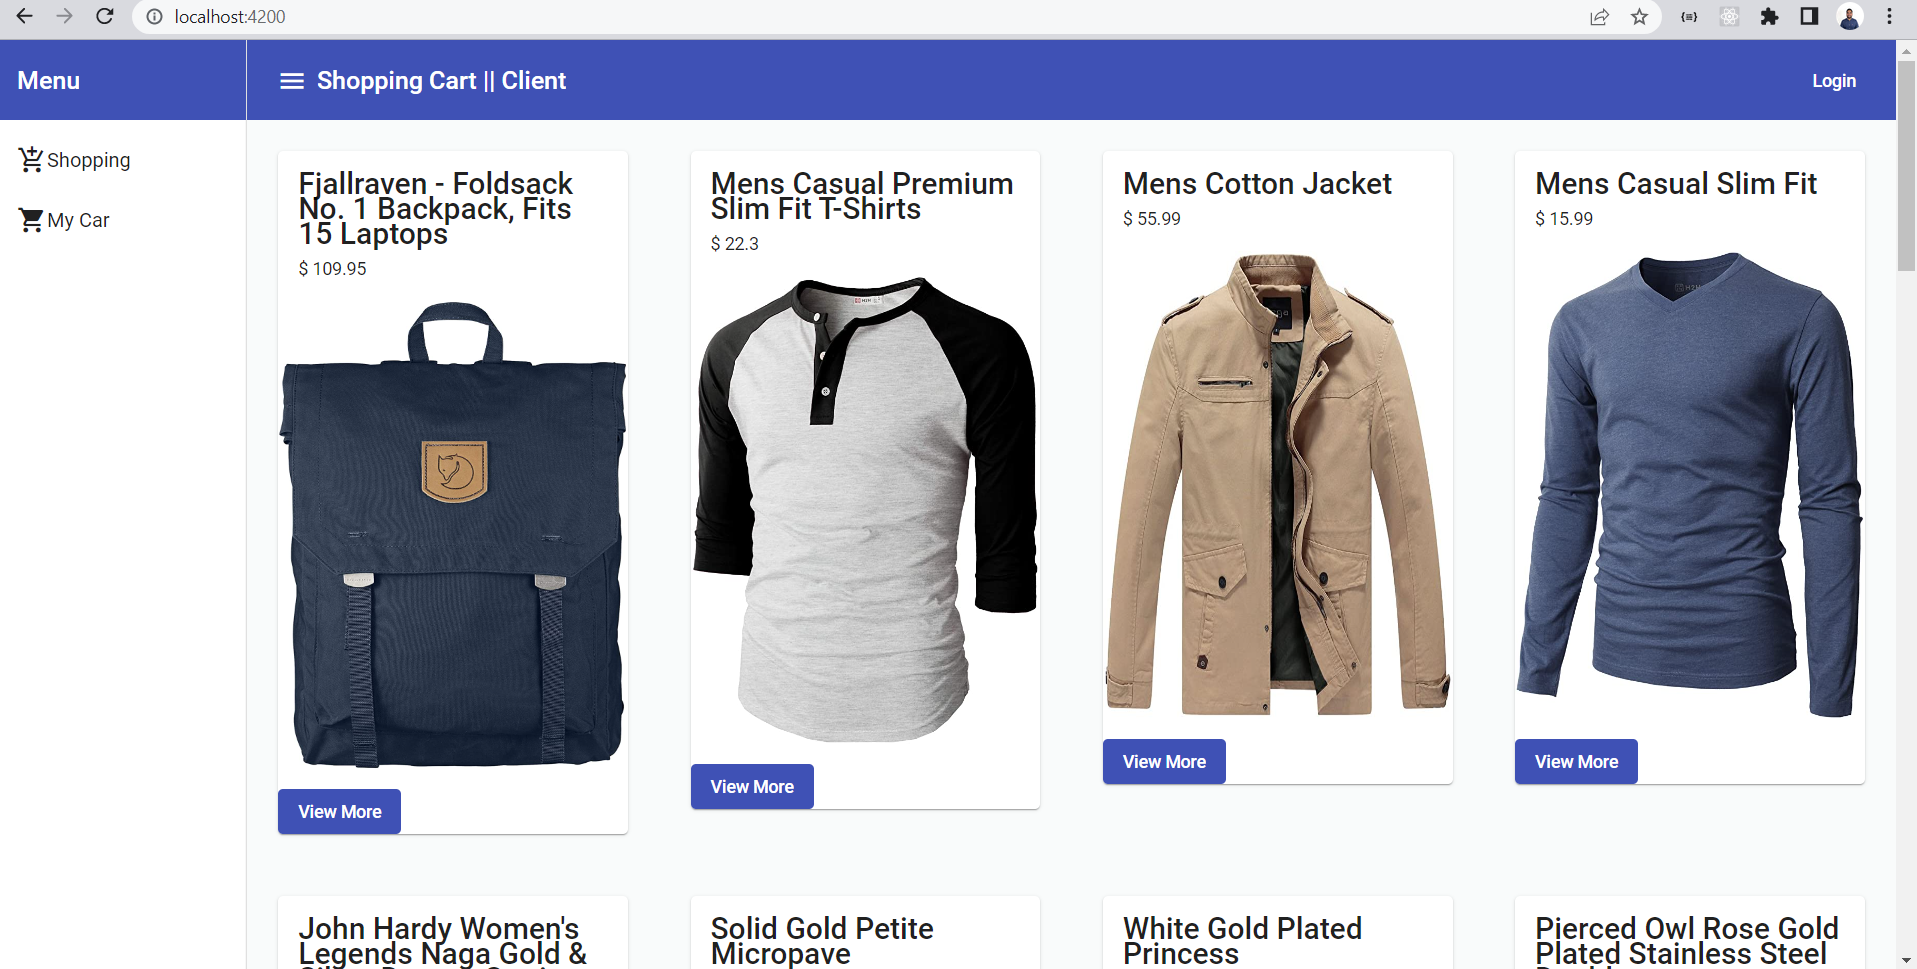 localhost:4200
Menu
Shopping Cart || Client
Login
Shopping
My Car
Fjallraven - Foldsack
No. 1 Backpack, Fits
15 Laptops
$ 109.95
View More
Mens Casual Premium
Slim Fit T-Shirts
$ 22.3
View More
Mens Cotton Jacket
$ 55.99
View More
Mens Casual Slim Fit
$ 15.99
View More
John Hardy Women's
Legends Naga Gold &
Solid Gold Petite
Micropave
White Gold Plated
Princess
Pierced Owl Rose Gold
Plated Stainless Steel